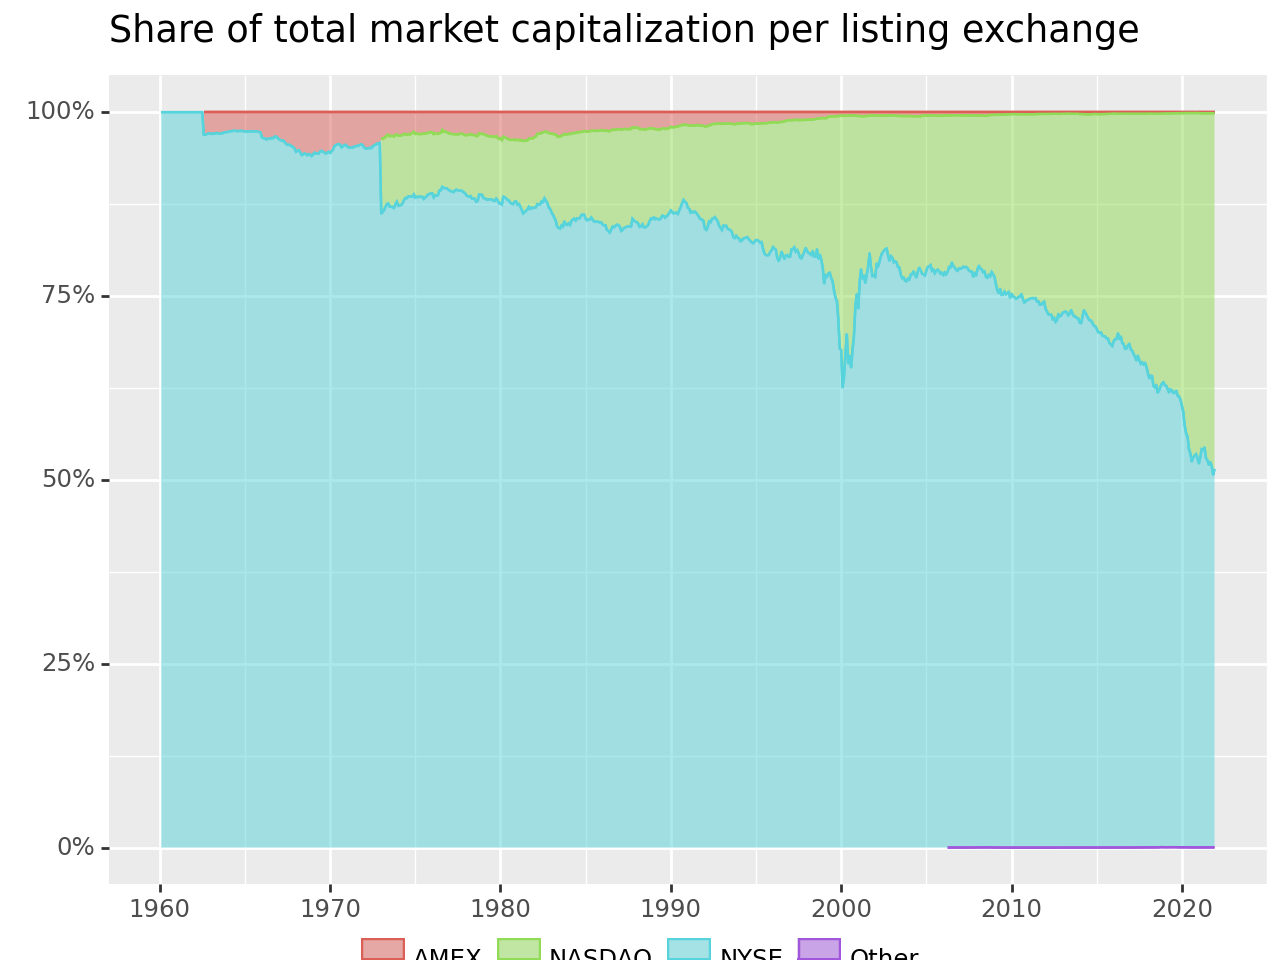 Share of total market capitalization per listing exchange
100%
75%
50%
25%
0%
1960 1970 1980 1990 2000 2010 2020
AMEX NASDAQ NYSE Other